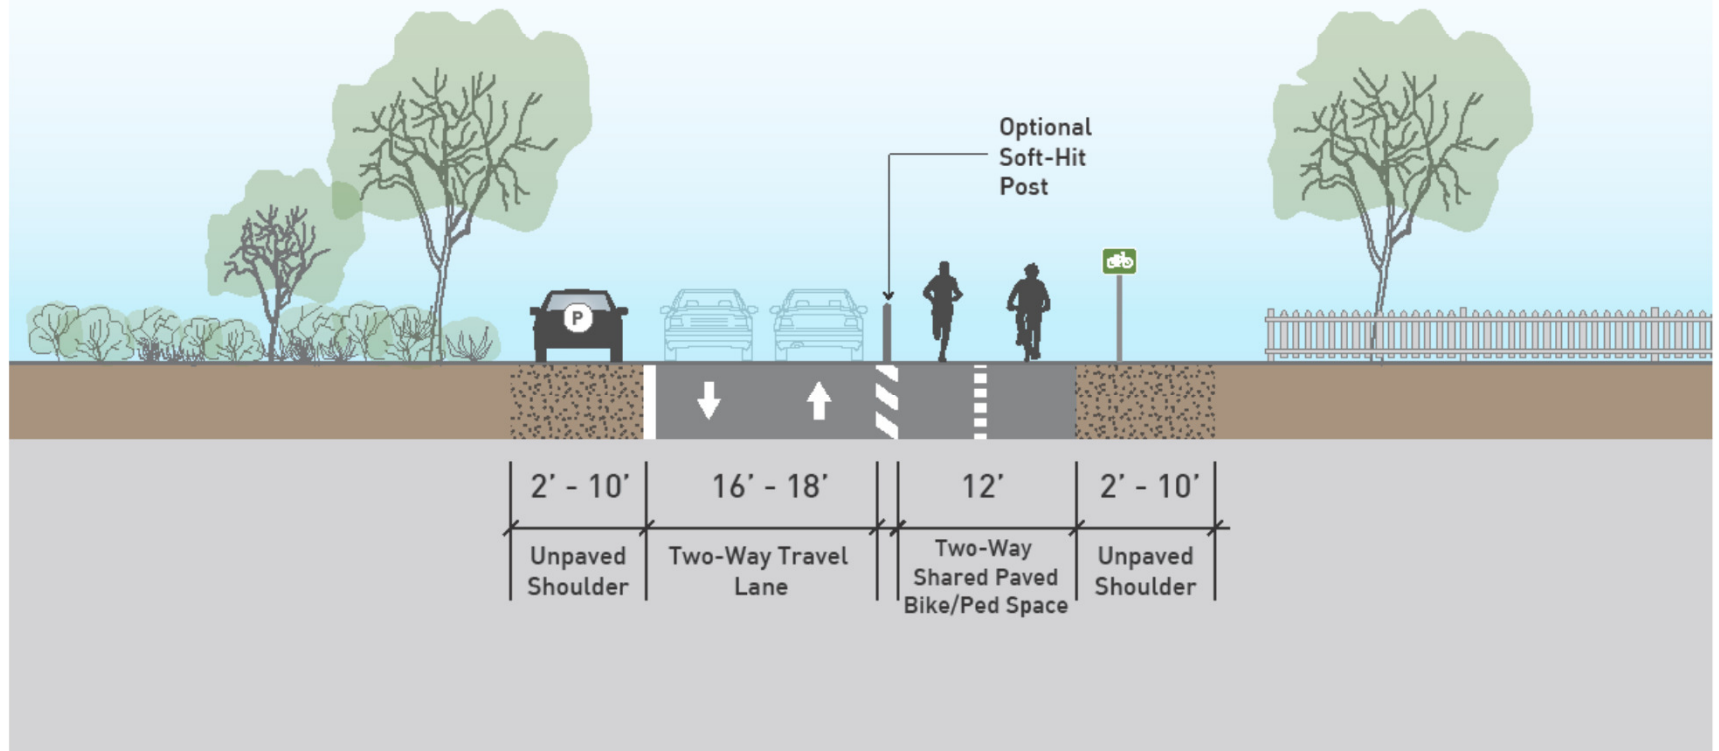 Optional
Soft-Hit
Post
P
2’ - 10’
16’ - 18’
12’
2’ - 10’
Unpaved
Shoulder
Two-Way Travel
Lane
Two-Way
Shared Paved
Bike/Ped Space
Unpaved
Shoulder